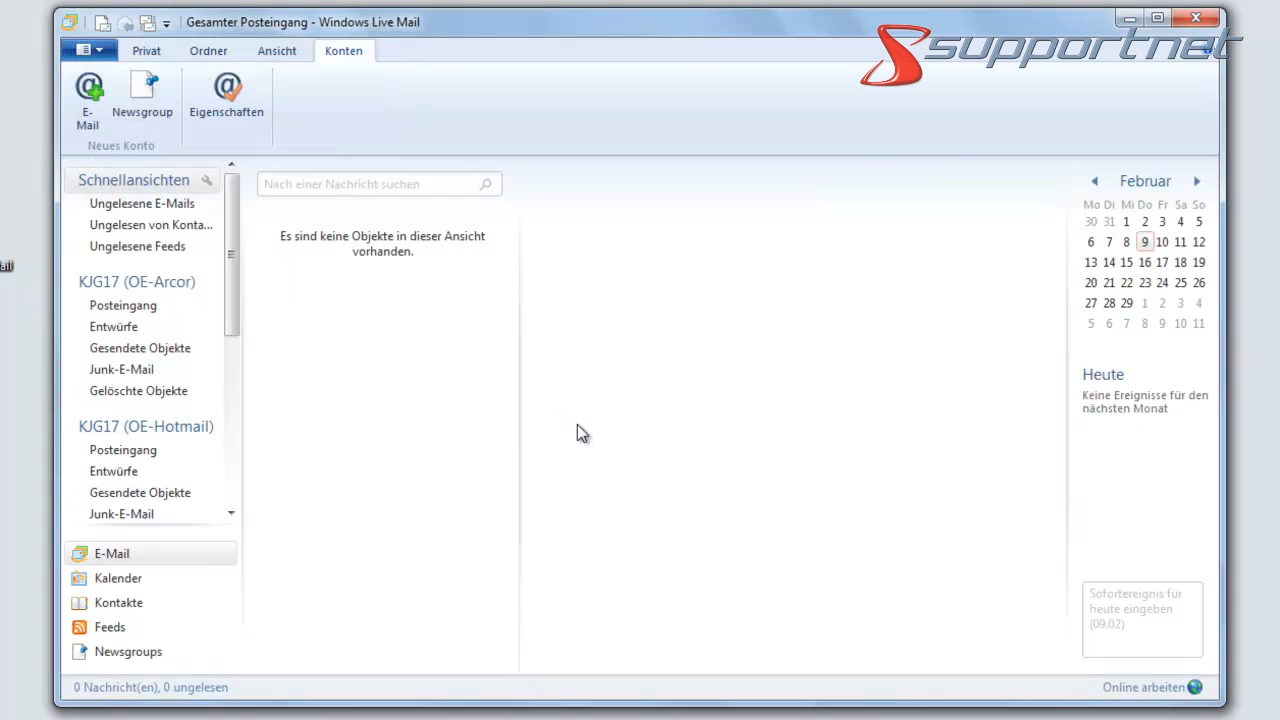 Gesamter Posteingang - Windows Live Mail
supportnet
Privat
Ordner
Ansicht
Konten
E-
Mail
Newsgroup
Eigenschaften
Neues Konto
Schnellansichten
Ungelesene E-Mails
Ungelesen von Konta...
Ungelesene Feeds
KJG17 (OE-Arcor)
Posteingang
Entwürfe
Gesendete Objekte
Junk-E-Mail
Gelöschte Objekte
KJG17 (OE-Hotmail)
Posteingang
Entwürfe
Gesendete Objekte
Junk-E-Mail
E-Mail
Kalender
Kontakte
Feeds
Newsgroups
Nach einer Nachricht suchen
Es sind keine Objekte in dieser Ansicht
vorhanden.
Februar
Mo Di Mi Do Fr Sa So
30 31 1 2 3 4 5
6 7 8 9 10 11 12
13 14 15 16 17 18 19
20 21 22 23 24 25 26
27 28 29 1 2 3 4
5 6 7 8 9 10 11
Heute
Keine Ereignisse für den
nächsten Monat
Sofortereignis für
heute eingeben
(09.02)
0 Nachricht(en), 0 ungelesen
Online arbeiten